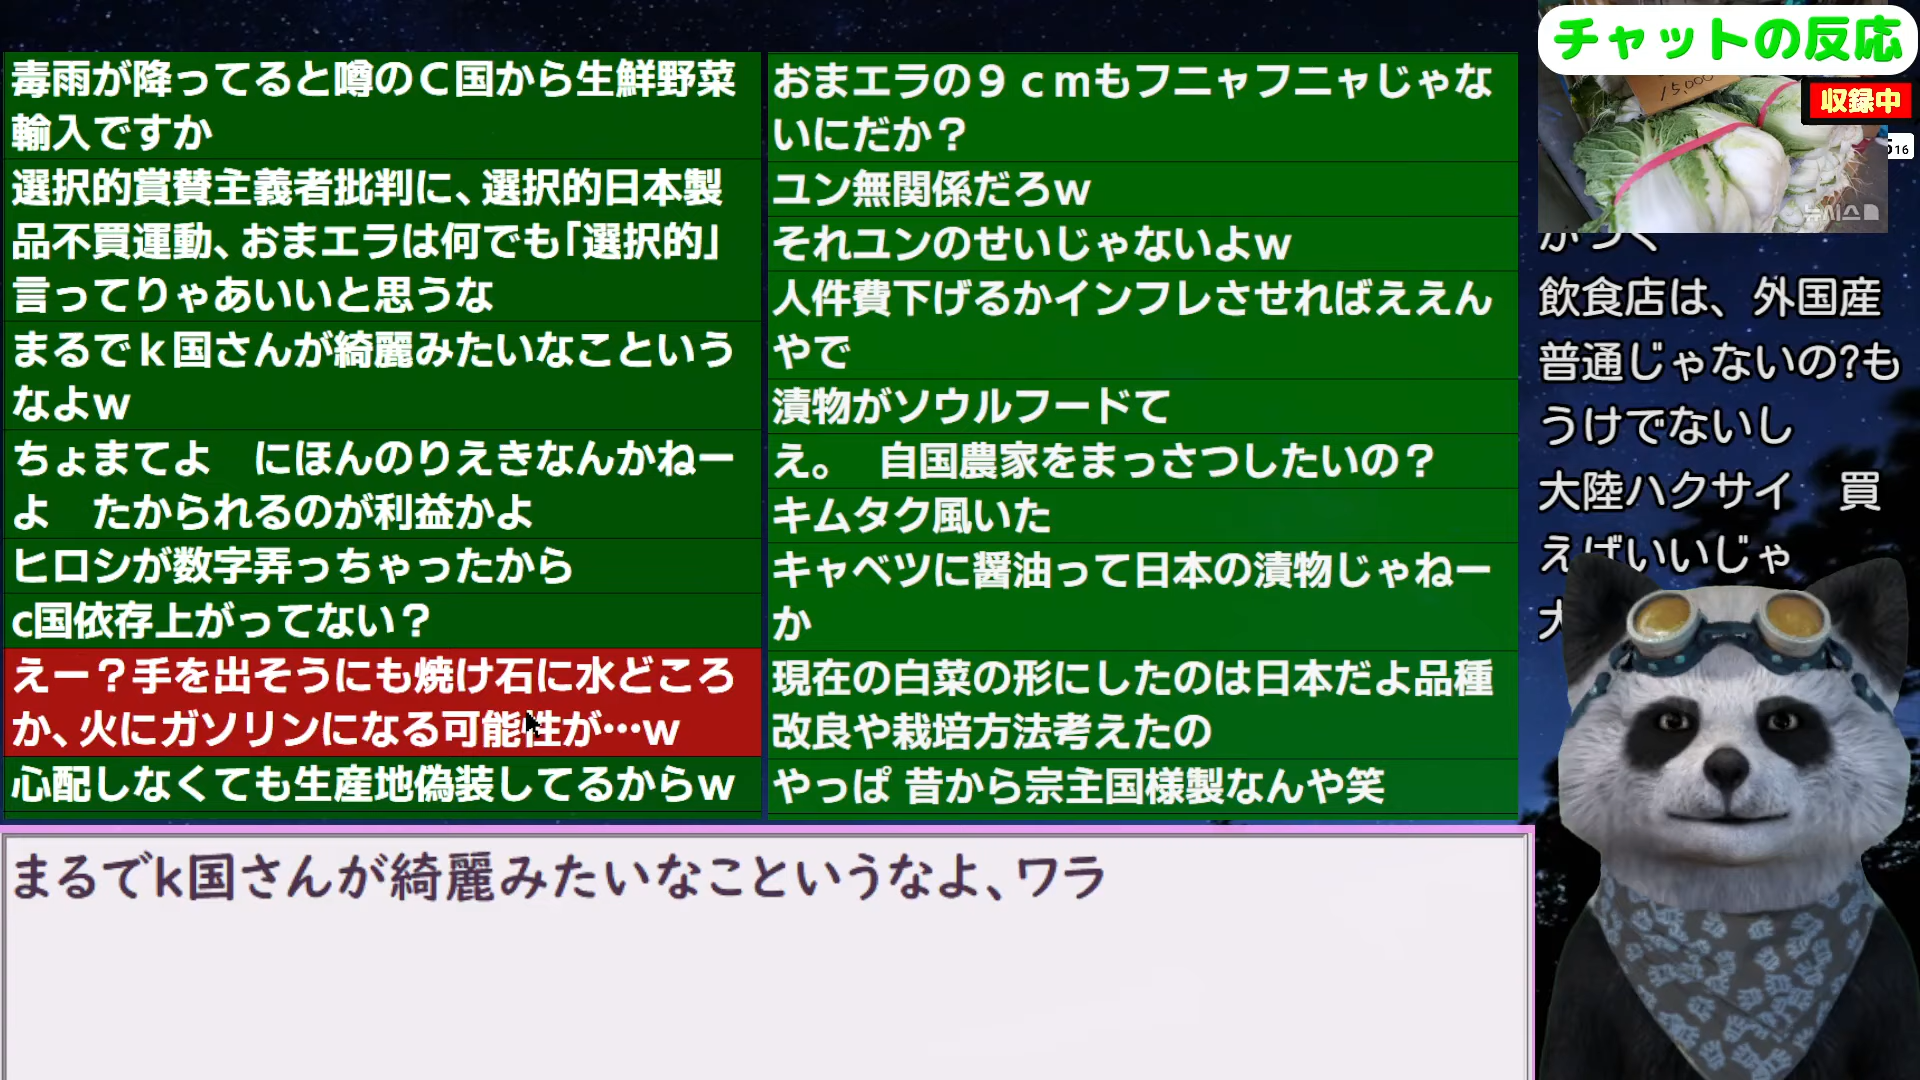 毒雨が降ってると噂のC国から生鮮野菜
輸入ですか
選択的賞賛主義者批判に、選択的日本製
品不買運動、おまエラは何でも「選択的」
言ってりゃあいいと思うな
まるでｋ国さんが綺麗みたいなこという
なよw
ちょまてよ　にほんのりえきなんかねー
よ　たかられるのが利益かよ
ヒロシが数字弄っちゃったから
c国依存上がってない？
えー？手を出そうにも焼け石に水どころ
か、火にガソリンになる可能性が…w
心配しなくても生産地偽装してるからw
おまエラの９ｃmもフニャフニャじゃな
いにだか？
ユン無関係だろw
それユンのせいじゃないよw
人件費下げるかインフレさせればええん
やで
漬物がソウルフードて
え。　自国農家をまっさつしたいの？
キムタク風いた
キャベツに醤油って日本の漬物じゃねー
か
現在の白菜の形にしたのは日本だよ品種
改良や栽培方法考えたの
やっぱ 昔から宗主国様製なんや笑
まるでk国さんが綺麗みたいなこというなよ、ワラ
チャットの反応
15,000
収録中
16
뉴시스
がつく
飲食店は、外国産
普通じゃないの?も
うけでないし
大陸ハクサイ　買
えばいいじゃ